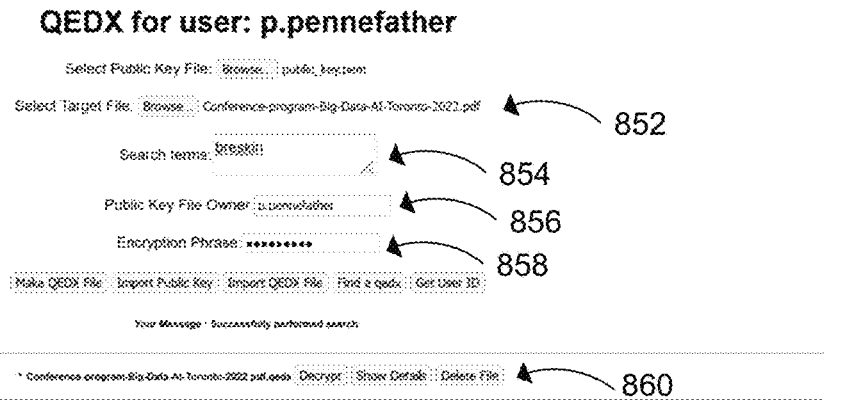 QEDX for user: p.pennefather
Select Public Key File: Browse... public_key.pem
Select Target File: Browse... Conference-program-Big-Data-AI-Toronto-2022.pdf
852
Search terms: breskin
854
Public Key File Owner p.pennefather
856
Encryption Phrase: •••••••••
858
Make QEDX File Import Public Key Import QEDX File Find a qedx Get User ID
Your Message : Successfully performed search
* Conference-program-Big-Data-AI-Toronto-2022.pdf.qedx Decrypt Show Details Delete File
860